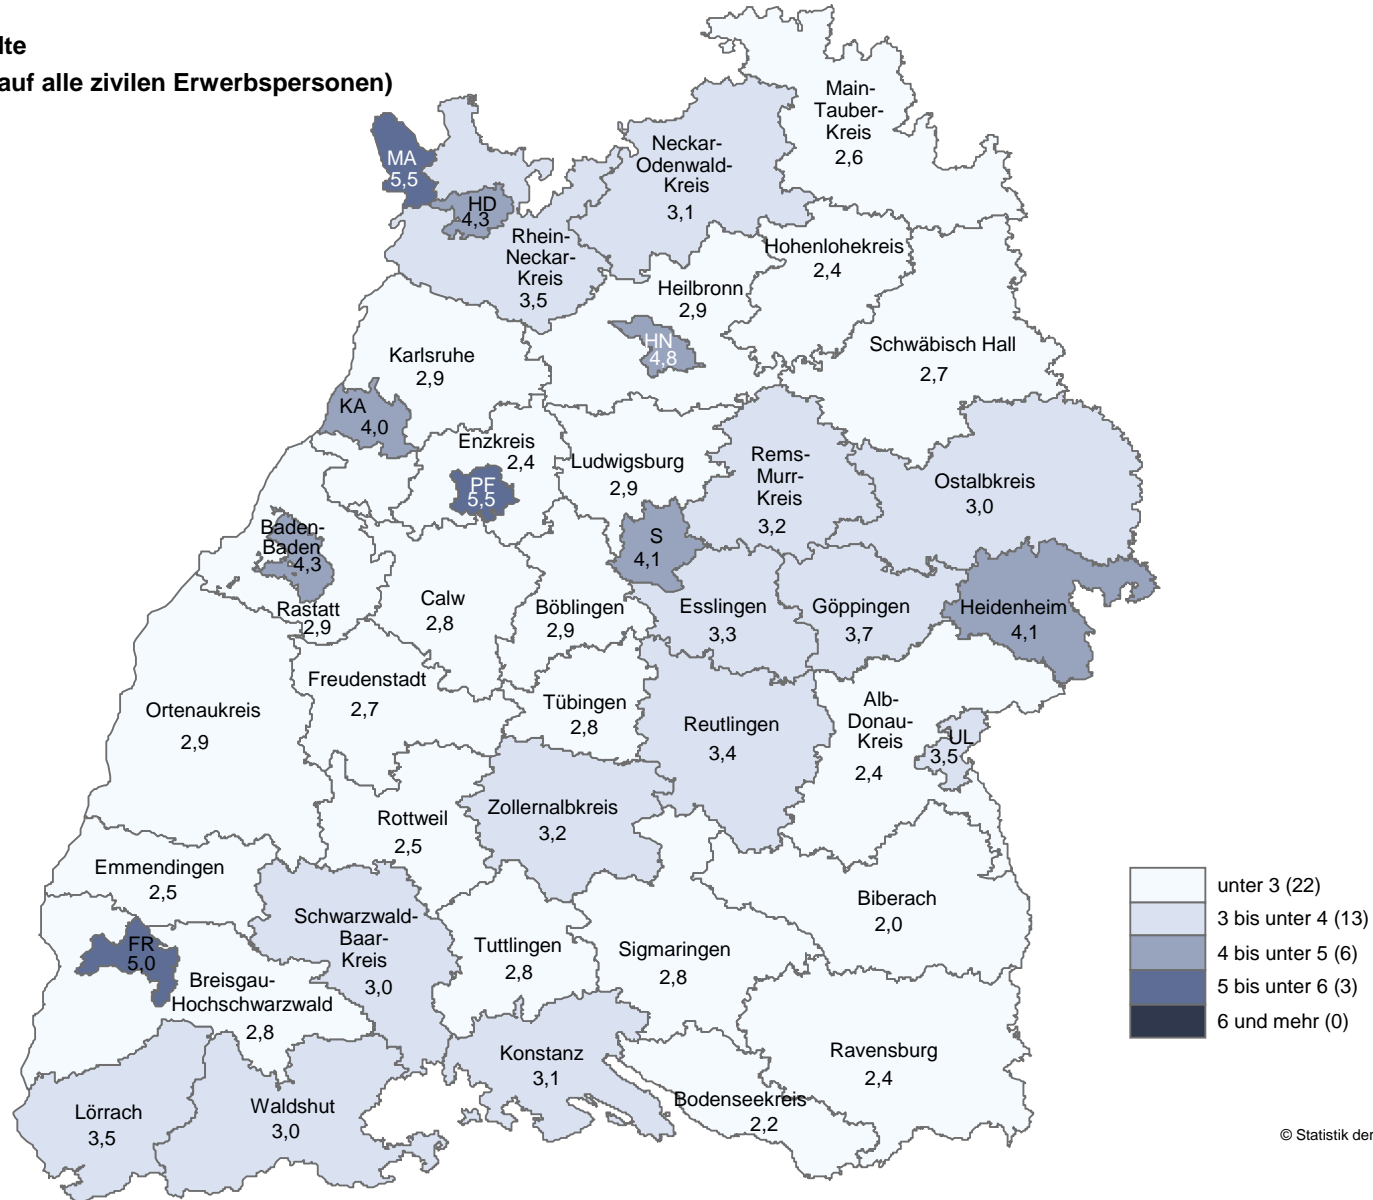 lte
auf alle zivilen Erwerbspersonen)
Main-
Tauber-
Kreis
2,6
MA
5,5
Neckar-
Odenwald-
Kreis
3,1
HD
4,3
Rhein-
Neckar-
Kreis
3,5
Hohenlohekreis
2,4
Heilbronn
2,9
HN
4,8
Schwäbisch Hall
2,7
Karlsruhe
2,9
KA
4,0
Enzkreis
2,4
PF
5,5
Ludwigsburg
2,9
Rems-
Murr-
Kreis
3,2
Ostalbkreis
3,0
Baden-
Baden
4,3
S
4,1
Rastatt
2,9
Calw
2,8
Böblingen
2,9
Esslingen
3,3
Göppingen
3,7
Heidenheim
4,1
Freudenstadt
2,7
Ortenaukreis
2,9
Tübingen
2,8
Reutlingen
3,4
Alb-
Donau-
Kreis
2,4
UL
3,5
Rottweil
2,5
Zollernalbkreis
3,2
Emmendingen
2,5
Biberach
2,0
Schwarzwald-
Baar-
Kreis
3,0
Tuttlingen
2,8
Sigmaringen
2,8
FR
5,0
Breisgau-
Hochschwarzwald
2,8
Konstanz
3,1
Ravensburg
2,4
Bodenseekreis
2,2
Lörrach
3,5
Waldshut
3,0
unter 3 (22)
3 bis unter 4 (13)
4 bis unter 5 (6)
5 bis unter 6 (3)
6 und mehr (0)
© Statistik der